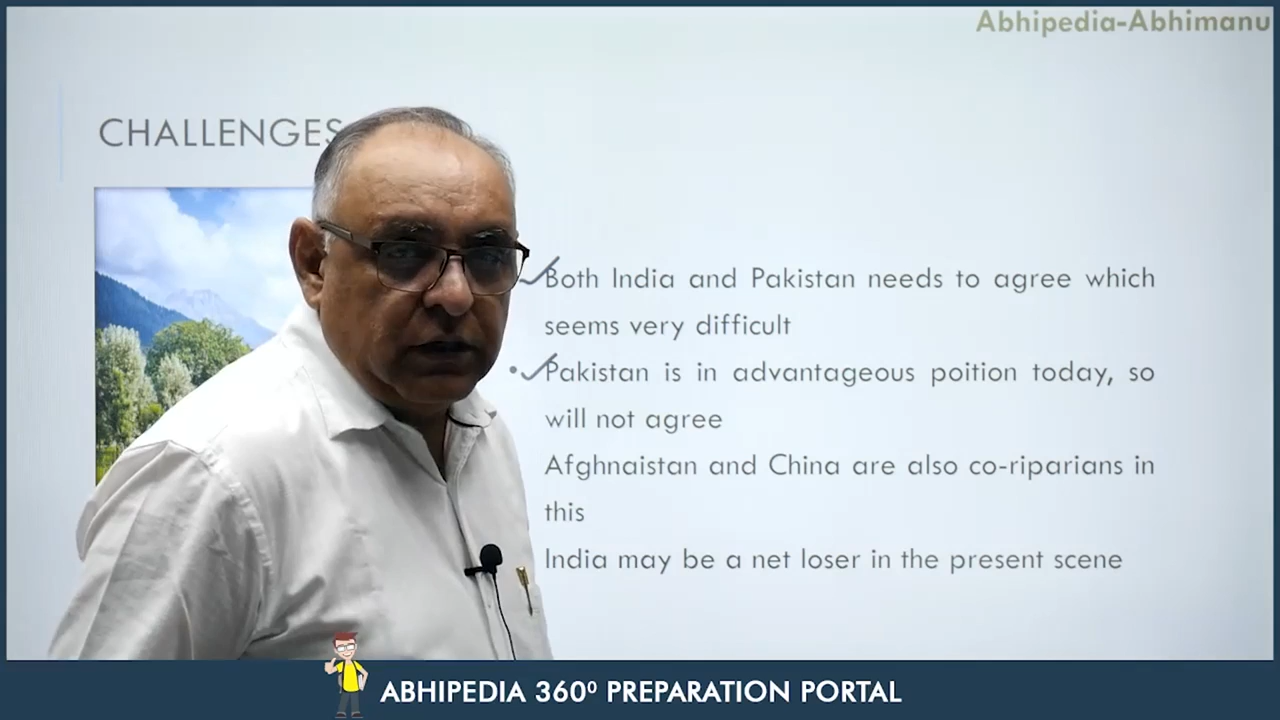 Abhipedia-Abhimanu
CHALLENGES
Both India and Pakistan needs to agree which
seems very difficult
• Pakistan is in advantageous poition today, so
will not agree
Afghnaistan and China are also co-riparians in
this
India may be a net loser in the present scene
ABHIPEDIA 360⁰ PREPARATION PORTAL